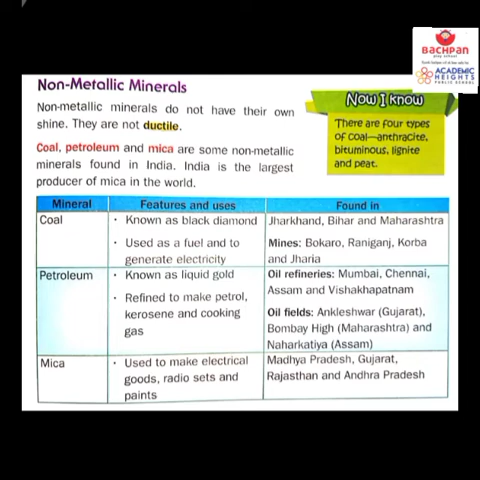 BACHPAN
play school
ACADEMIC
HEIGHTS
PUBLIC SCHOOL
Non-Metallic Minerals
Non-metallic minerals do not have their own
shine. They are not ductile.
Coal, petroleum and mica are some non-metallic
minerals found in India. India is the largest
producer of mica in the world.
Now I know
There are four types
of coal—anthracite,
bituminous, lignite
and peat.
Mineral Features and uses Found in
Coal
• Known as black diamond
• Used as a fuel and to
generate electricity
Jharkhand, Bihar and Maharashtra
Mines: Bokaro, Raniganj, Korba
and Jharia
Petroleum
• Known as liquid gold
• Refined to make petrol,
kerosene and cooking
gas
Oil refineries: Mumbai, Chennai,
Assam and Vishakhapatnam
Oil fields: Ankleshwar (Gujarat),
Bombay High (Maharashtra) and
Naharkatiya (Assam)
Mica
• Used to make electrical
goods, radio sets and
paints
Madhya Pradesh, Gujarat,
Rajasthan and Andhra Pradesh